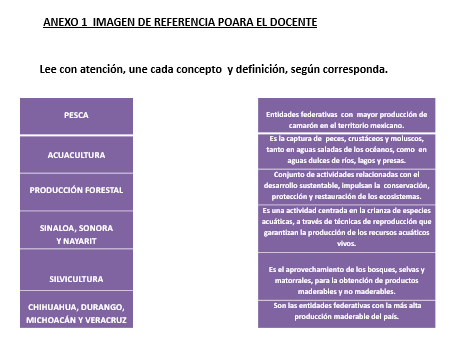 ANEXO 1  IMAGEN DE REFERENCIA POARA EL DOCENTE
Lee con atención, une cada concepto  y definición, según corresponda.
PESCA
ACUACULTURA
PRODUCCIÓN FORESTAL
SINALOA, SONORA
Y NAYARIT
SILVICULTURA
CHIHUAHUA, DURANGO,
MICHOACÁN Y VERACRUZ
Entidades federativas  con  mayor producción de
camarón en el territorio mexicano.
Es la captura de  peces, crustáceos y moluscos,
tanto en aguas saladas de los océanos, como  en
aguas dulces de ríos, lagos y presas.
Conjunto de actividades relacionadas con el
desarrollo sustentable, impulsan la  conservación,
protección y restauración de los ecosistemas.
Es una actividad centrada en la crianza de especies
acuáticas, a través de técnicas de reproducción que
garantizan la producción de los recursos acuáticos
vivos.
Es el aprovechamiento de los bosques, selvas y
matorrales, para la obtención de productos
maderables y no maderables.
Son las entidades federativas con la más alta
producción maderable del país.